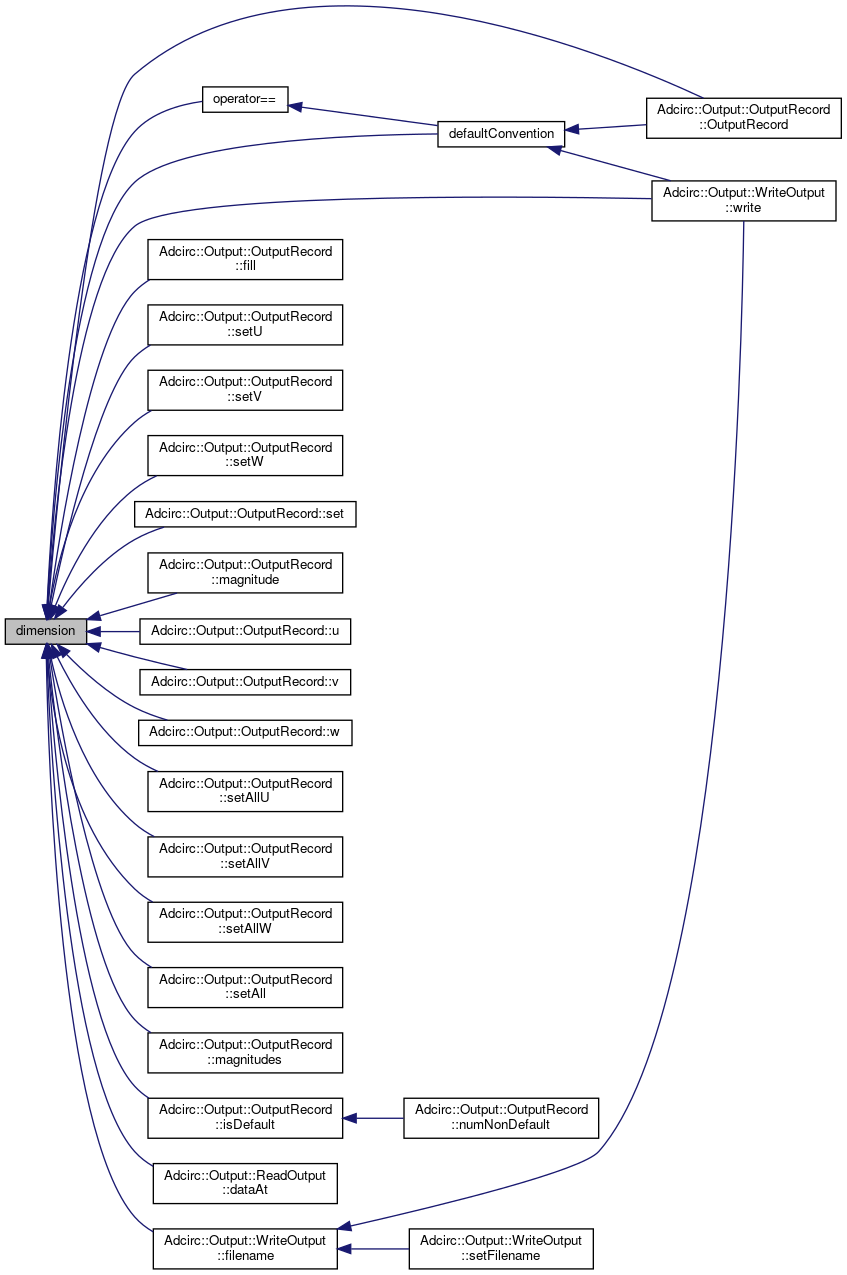 operator==
defaultConvention
Adcirc::Output::OutputRecord
::OutputRecord
Adcirc::Output::WriteOutput
::write
Adcirc::Output::OutputRecord
::fill
Adcirc::Output::OutputRecord
::setU
Adcirc::Output::OutputRecord
::setV
Adcirc::Output::OutputRecord
::setW
Adcirc::Output::OutputRecord::set
Adcirc::Output::OutputRecord
::magnitude
dimension
Adcirc::Output::OutputRecord::u
Adcirc::Output::OutputRecord::v
Adcirc::Output::OutputRecord::w
Adcirc::Output::OutputRecord
::setAllU
Adcirc::Output::OutputRecord
::setAllV
Adcirc::Output::OutputRecord
::setAllW
Adcirc::Output::OutputRecord
::setAll
Adcirc::Output::OutputRecord
::magnitudes
Adcirc::Output::OutputRecord
::isDefault
Adcirc::Output::OutputRecord
::numNonDefault
Adcirc::Output::ReadOutput
::dataAt
Adcirc::Output::WriteOutput
::filename
Adcirc::Output::WriteOutput
::setFilename